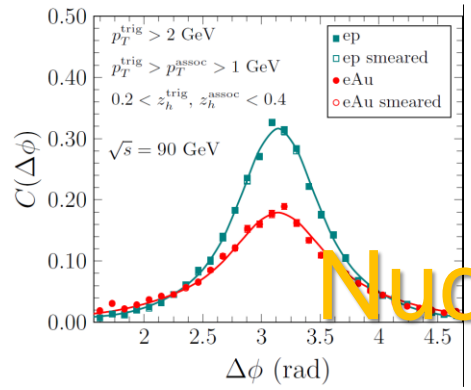 0.50
0.40
0.30
0.20
0.10
0.00
C(Δϕ)
p_T^trig > 2 GeV
p_T^trig > p_T^assoc > 1 GeV
0.2 < z_h^trig, z_h^assoc < 0.4
√s = 90 GeV
ep
ep smeared
eAu
eAu smeared
Nuc
2 2.5 3 3.5 4 4.5
Δϕ (rad)